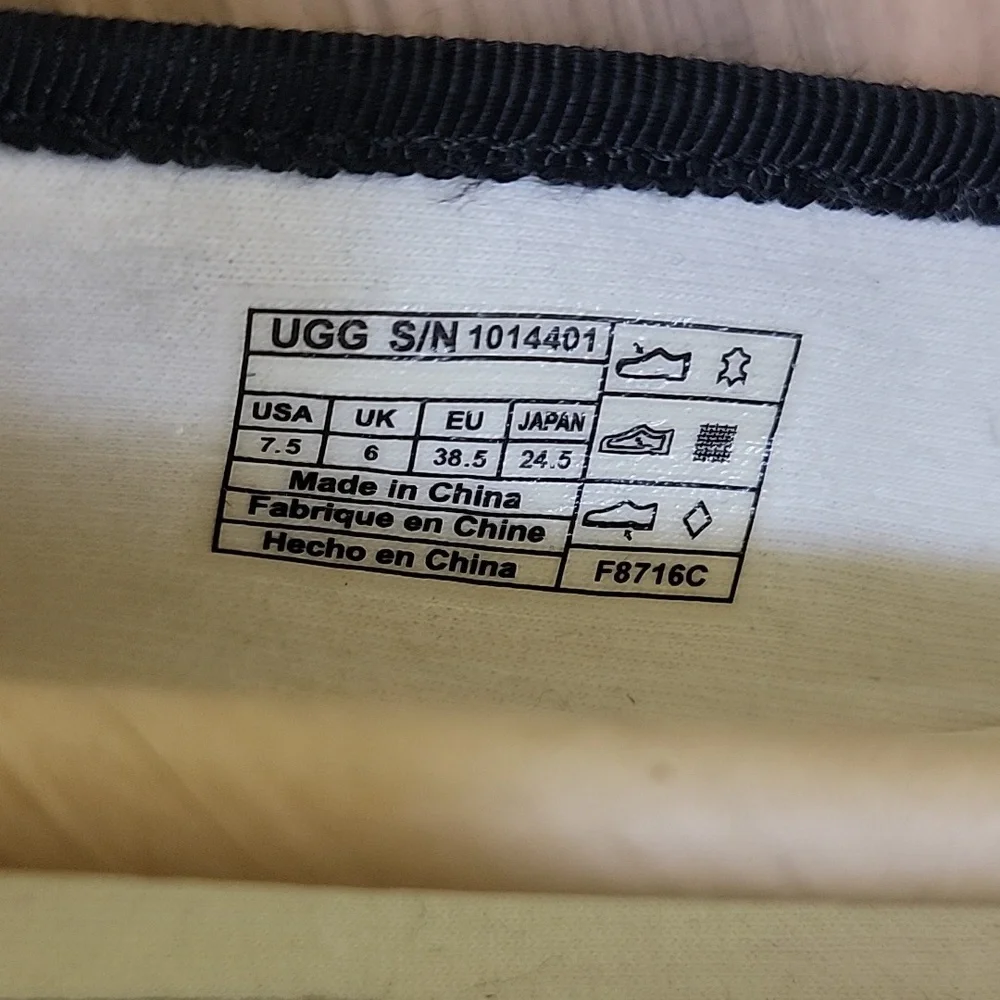 UGG S/N 1014401
USA UK EU JAPAN
7.5 6 38.5 24.5
Made in China
Fabrique en Chine
Hecho en China
F8716C